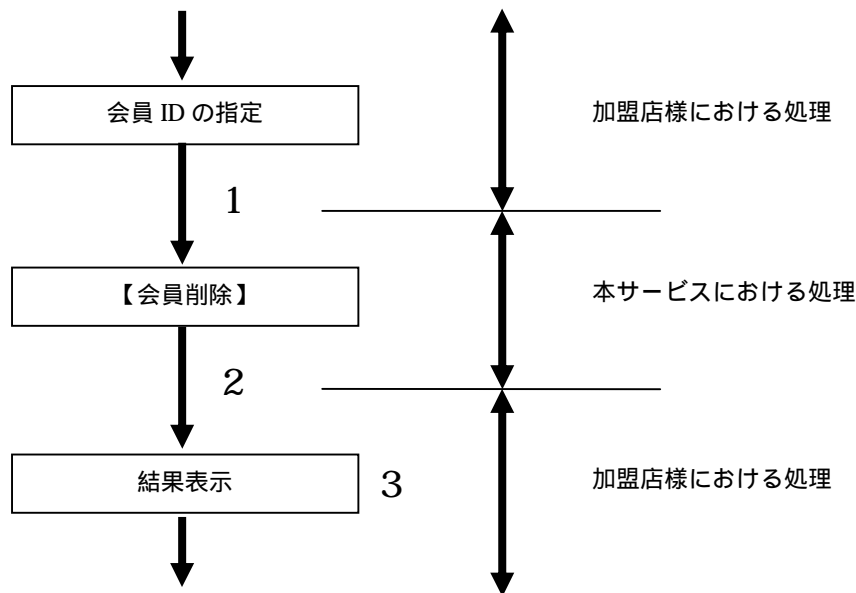 会員 ID の指定
加盟店様における処理
1
【会員削除】
本サービスにおける処理
2
結果表示
3
加盟店様における処理